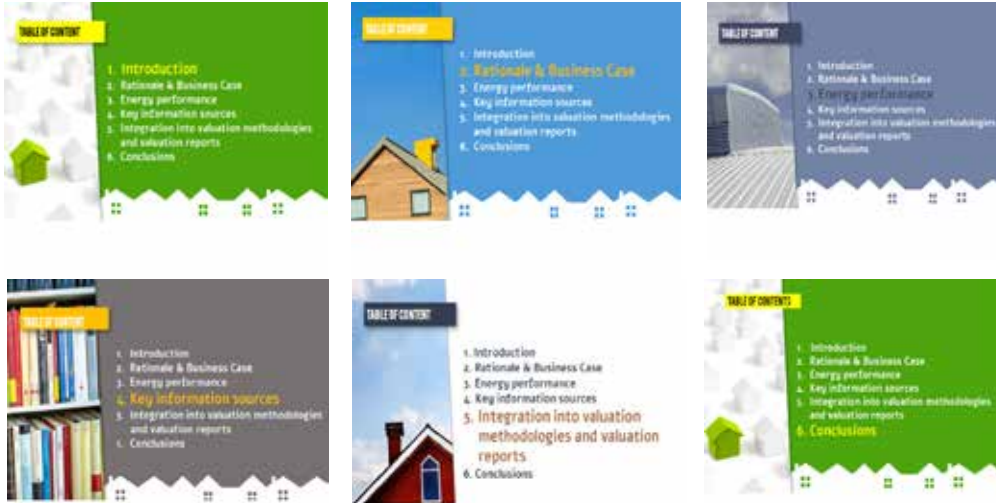 TABLE OF CONTENT
1. Introduction
2. Rationale & Business Case
3. Energy performance
4. Key information sources
5. Integration into valuation methodologies
and valuation reports
6. Conclusions
TABLE OF CONTENT
1. Introduction
2. Rationale & Business Case
3. Energy performance
4. Key information sources
5. Integration into valuation methodologies
and valuation reports
6. Conclusions
TABLE OF CONTENT
1. Introduction
2. Rationale & Business Case
3. Energy performance
4. Key information sources
5. Integration into valuation methodologies
and valuation reports
6. Conclusions
TABLE OF CONTENT
1. Introduction
2. Rationale & Business Case
3. Energy performance
4. Key information sources
5. Integration into valuation methodologies
and valuation reports
1. Conclusions
TABLE OF CONTENT
1. Introduction
2. Rationale & Business Case
3. Energy performance
4. Key information sources
5. Integration into valuation
methodologies and valuation
reports
6. Conclusions
TABLE OF CONTENTS
1. Introduction
2. Rationale & Business Case
3. Energy performance
4. Key information sources
5. Integration into valuation methodologies
and valuation reports
6. Conclusions